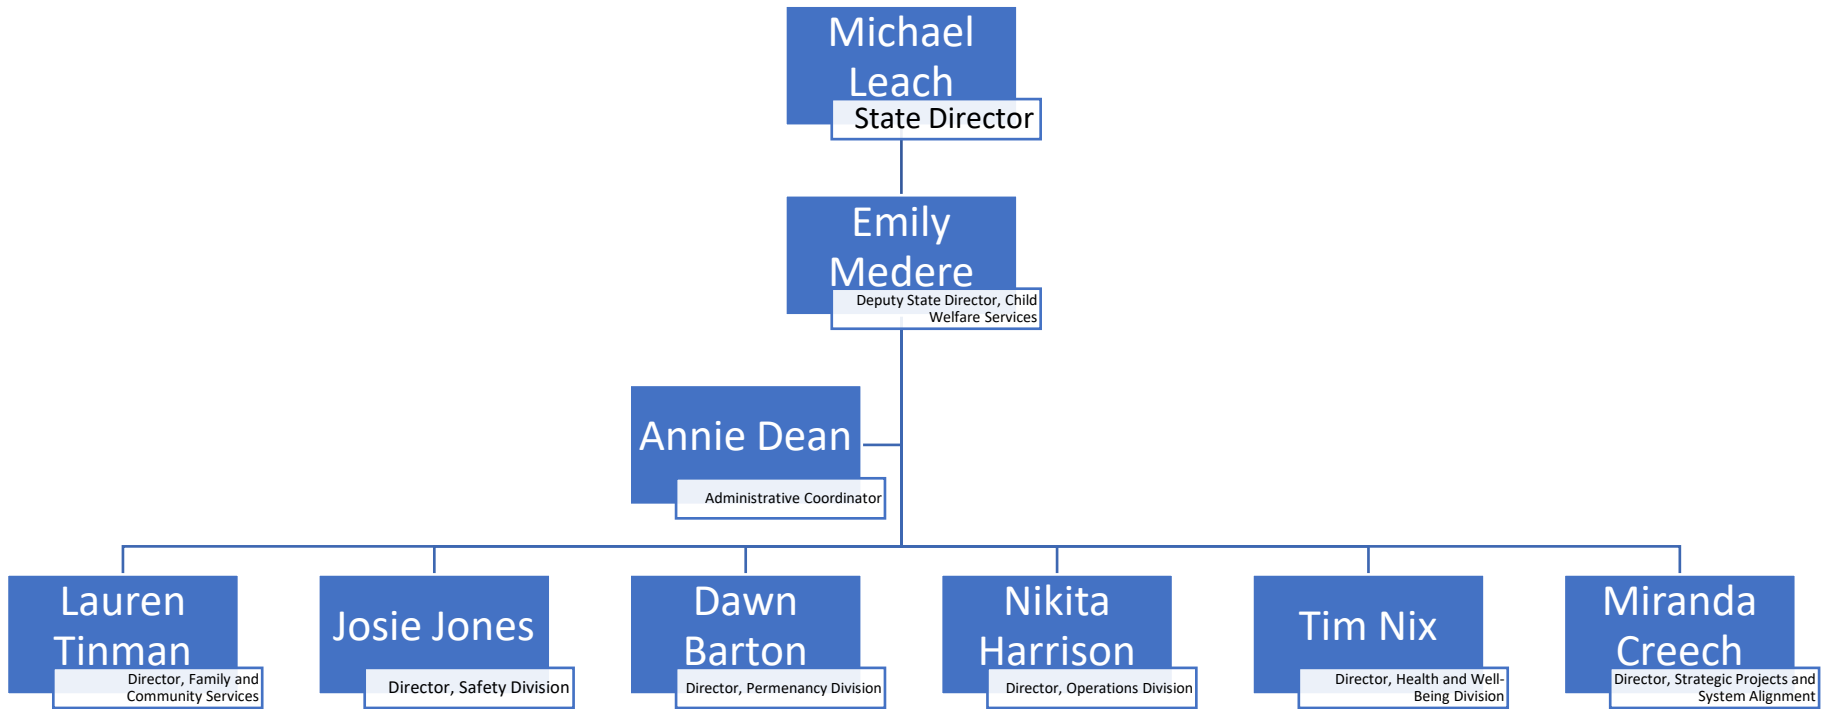 Michael
Leach
State Director
Emily
Medere
Deputy State Director, Child
Welfare Services
Annie Dean
Administrative Coordinator
Lauren
Tinman
Director, Family and
Community Services
Josie Jones
Director, Safety Division
Dawn
Barton
Director, Permenancy Division
Nikita
Harrison
Director, Operations Division
Tim Nix
Director, Health and Well-
Being Division
Miranda
Creech
Director, Strategic Projects and
System Alignment